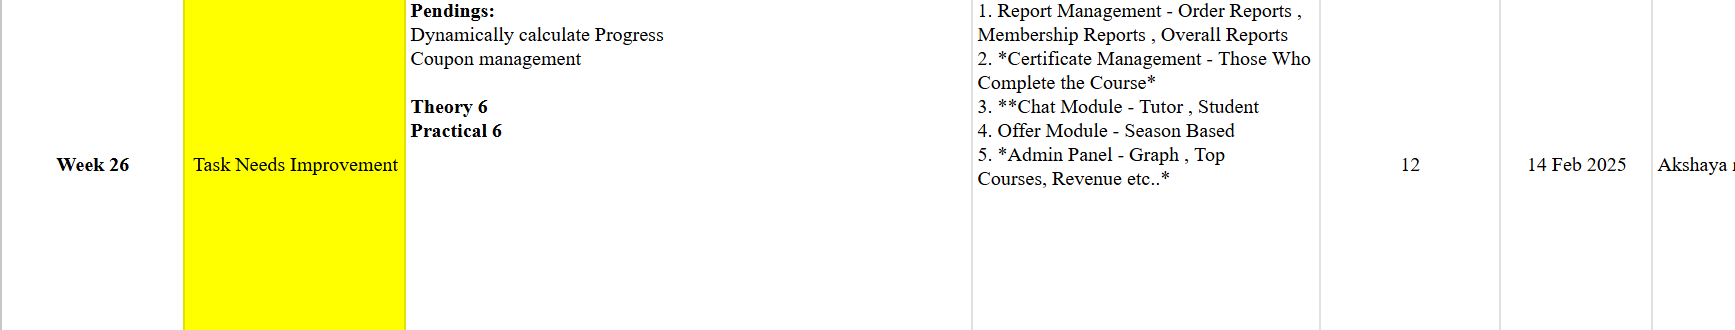 Week 26
Task Needs Improvement
Pendings:
Dynamically calculate Progress
Coupon management
Theory 6
Practical 6
1. Report Management - Order Reports ,
Membership Reports , Overall Reports
2. *Certificate Management - Those Who
Complete the Course*
3. **Chat Module - Tutor , Student
4. Offer Module - Season Based
5. *Admin Panel - Graph , Top
Courses, Revenue etc..*
12
14 Feb 2025
Akshaya